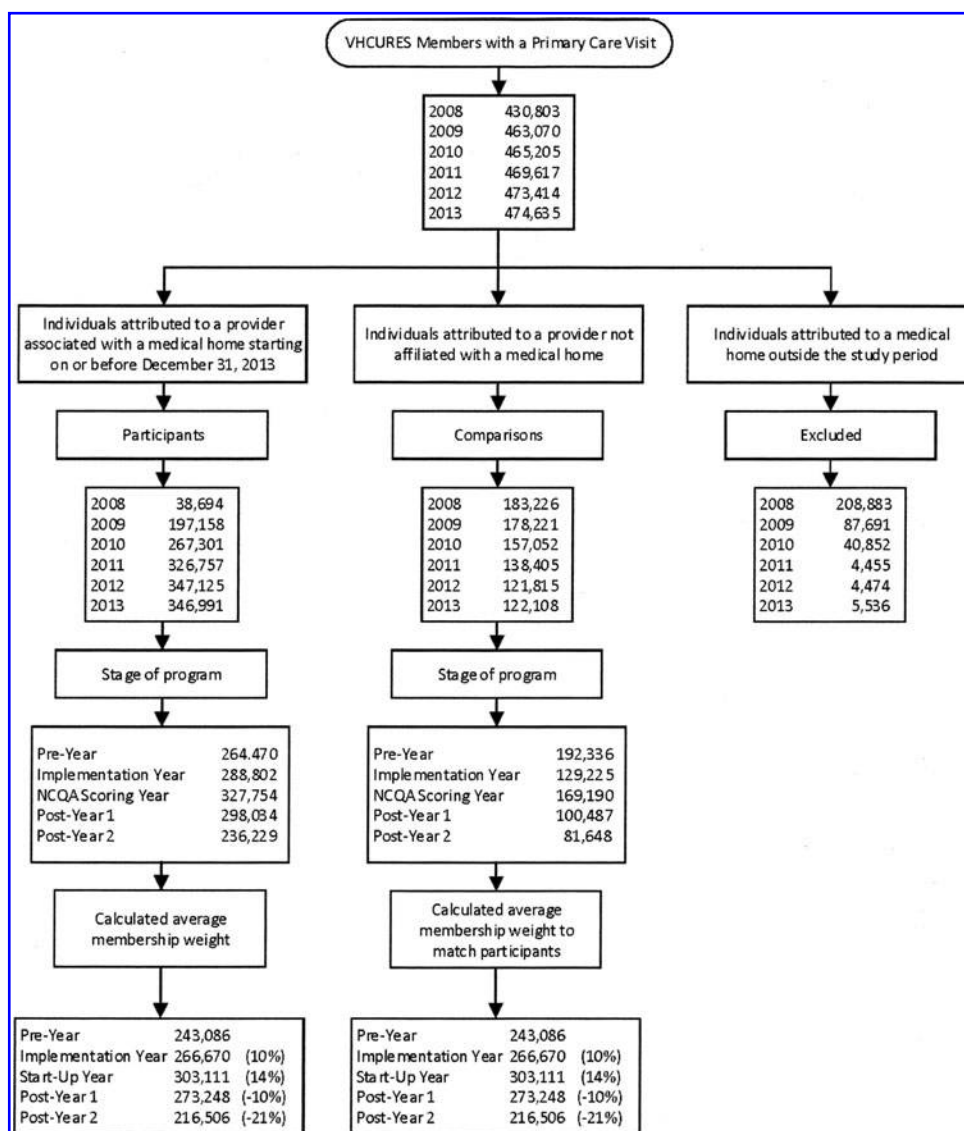 VHCURES Members with a Primary Care Visit
2008 430,803
2009 463,070
2010 465,205
2011 469,617
2012 473,414
2013 474,635
Individuals attributed to a provider
associated with a medical home starting
on or before December 31, 2013
Individuals attributed to a provider not
affiliated with a medical home
Individuals attributed to a medical
home outside the study period
Participants
Comparisons
Excluded
2008 38,694
2009 197,158
2010 267,301
2011 326,757
2012 347,125
2013 346,991
2008 183,226
2009 178,221
2010 157,052
2011 138,405
2012 121,815
2013 122,108
2008 208,883
2009 87,691
2010 40,852
2011 4,455
2012 4,474
2013 5,536
Stage of program
Stage of program
Pre-Year 264.470
Implementation Year 288,802
NCQA Scoring Year 327,754
Post-Year 1 298,034
Post-Year 2 236,229
Pre-Year 192,336
Implementation Year 129,225
NCQA Scoring Year 169,190
Post-Year 1 100,487
Post-Year 2 81,648
Calculated average
membership weight
Calculated average
membership weight to
match participants
Pre-Year 243,086
Implementation Year 266,670 (10%)
Start-Up Year 303,111 (14%)
Post-Year 1 273,248 (-10%)
Post-Year 2 216,506 (-21%)
Pre-Year 243,086
Implementation Year 266,670 (10%)
Start-Up Year 303,111 (14%)
Post-Year 1 273,248 (-10%)
Post-Year 2 216,506 (-21%)